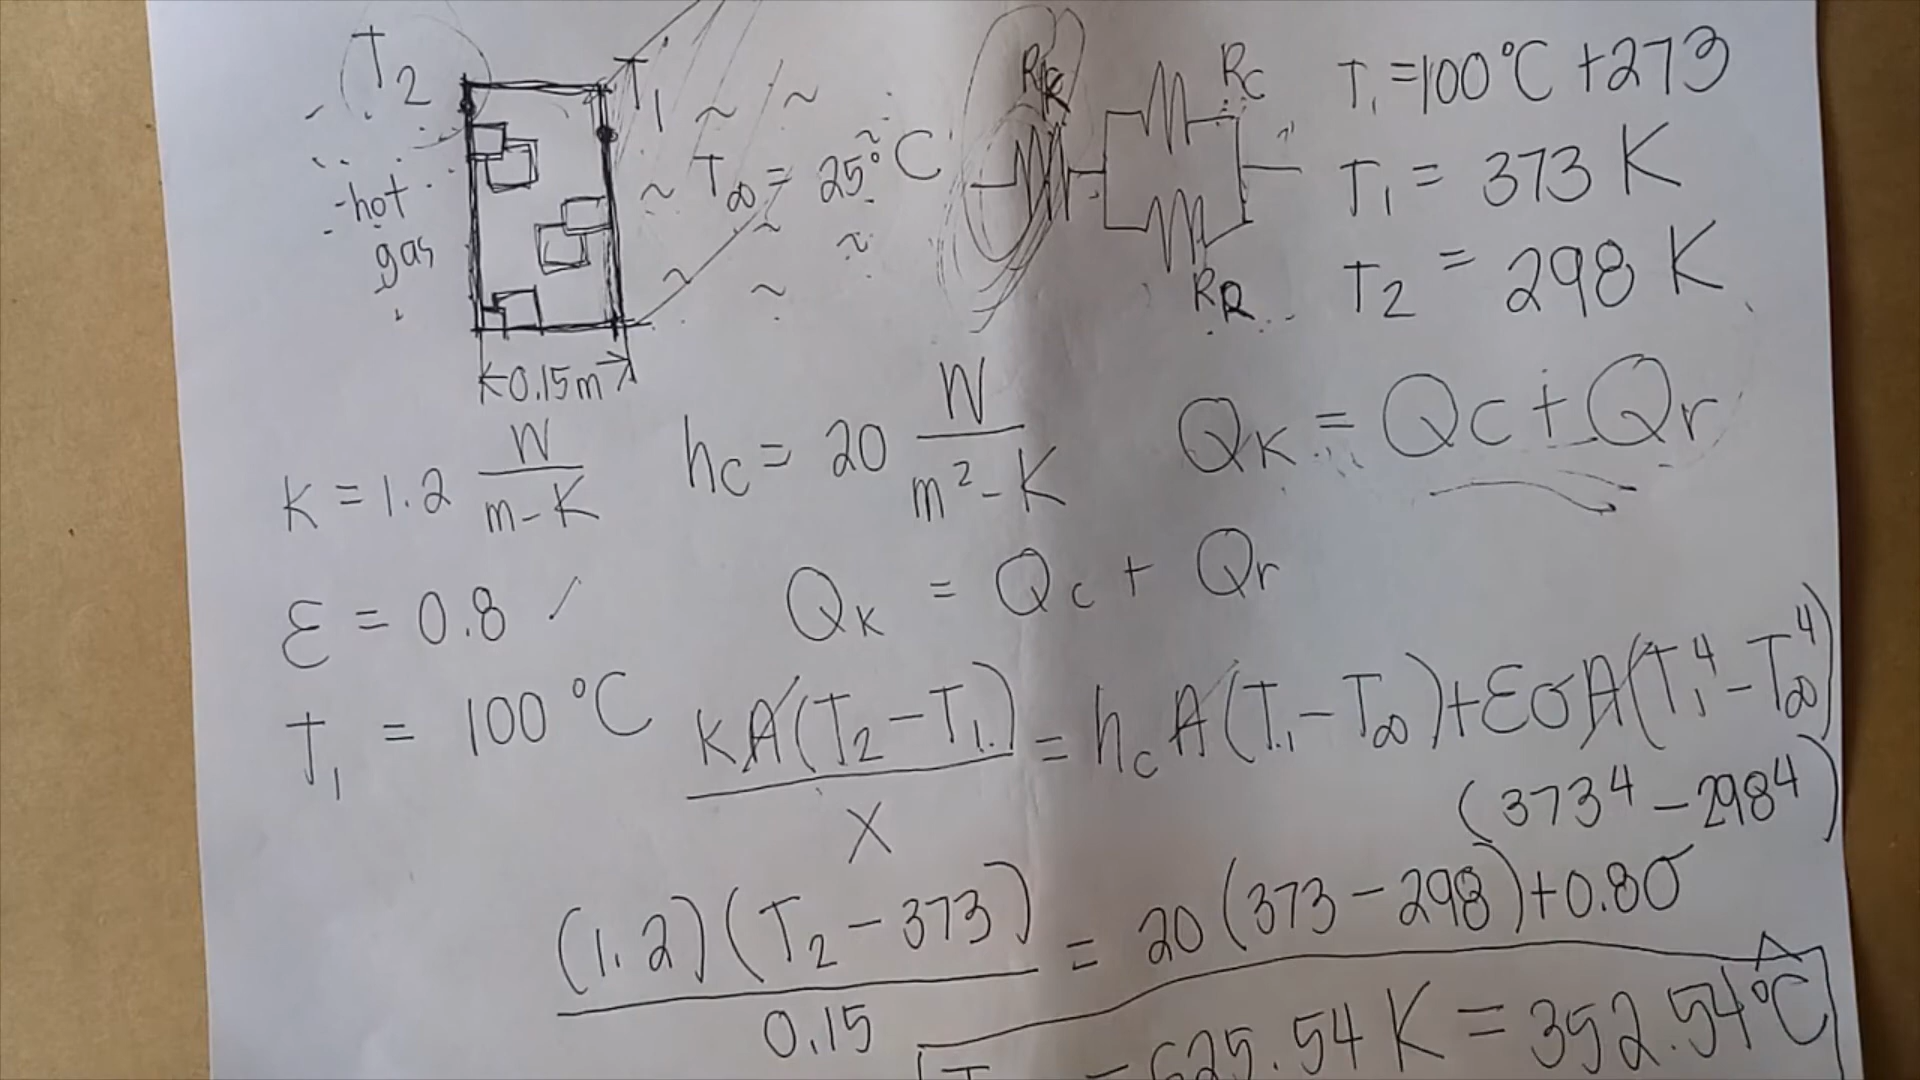 T2
T1
-hot
gas
T∞ = 25°C
RK
RC
RR
<0.15m>
T1 = 100°C + 273
T1 = 373 K
T2 = 298 K
K = 1.2 W/m-K
hc = 20 W/m²-K
QK = Qc + Qr
ε = 0.8
QK = Qc + Qr
T1 = 100 °C
KA(T2 - T1)/X = hc A(T1 - T∞) + εσA(T1⁴ - T∞⁴)
(373⁴ - 298⁴)
(1.2)(T2 - 373)/0.15 = 20(373 - 298) + 0.8σ
= 625.54 K = 352.54°C